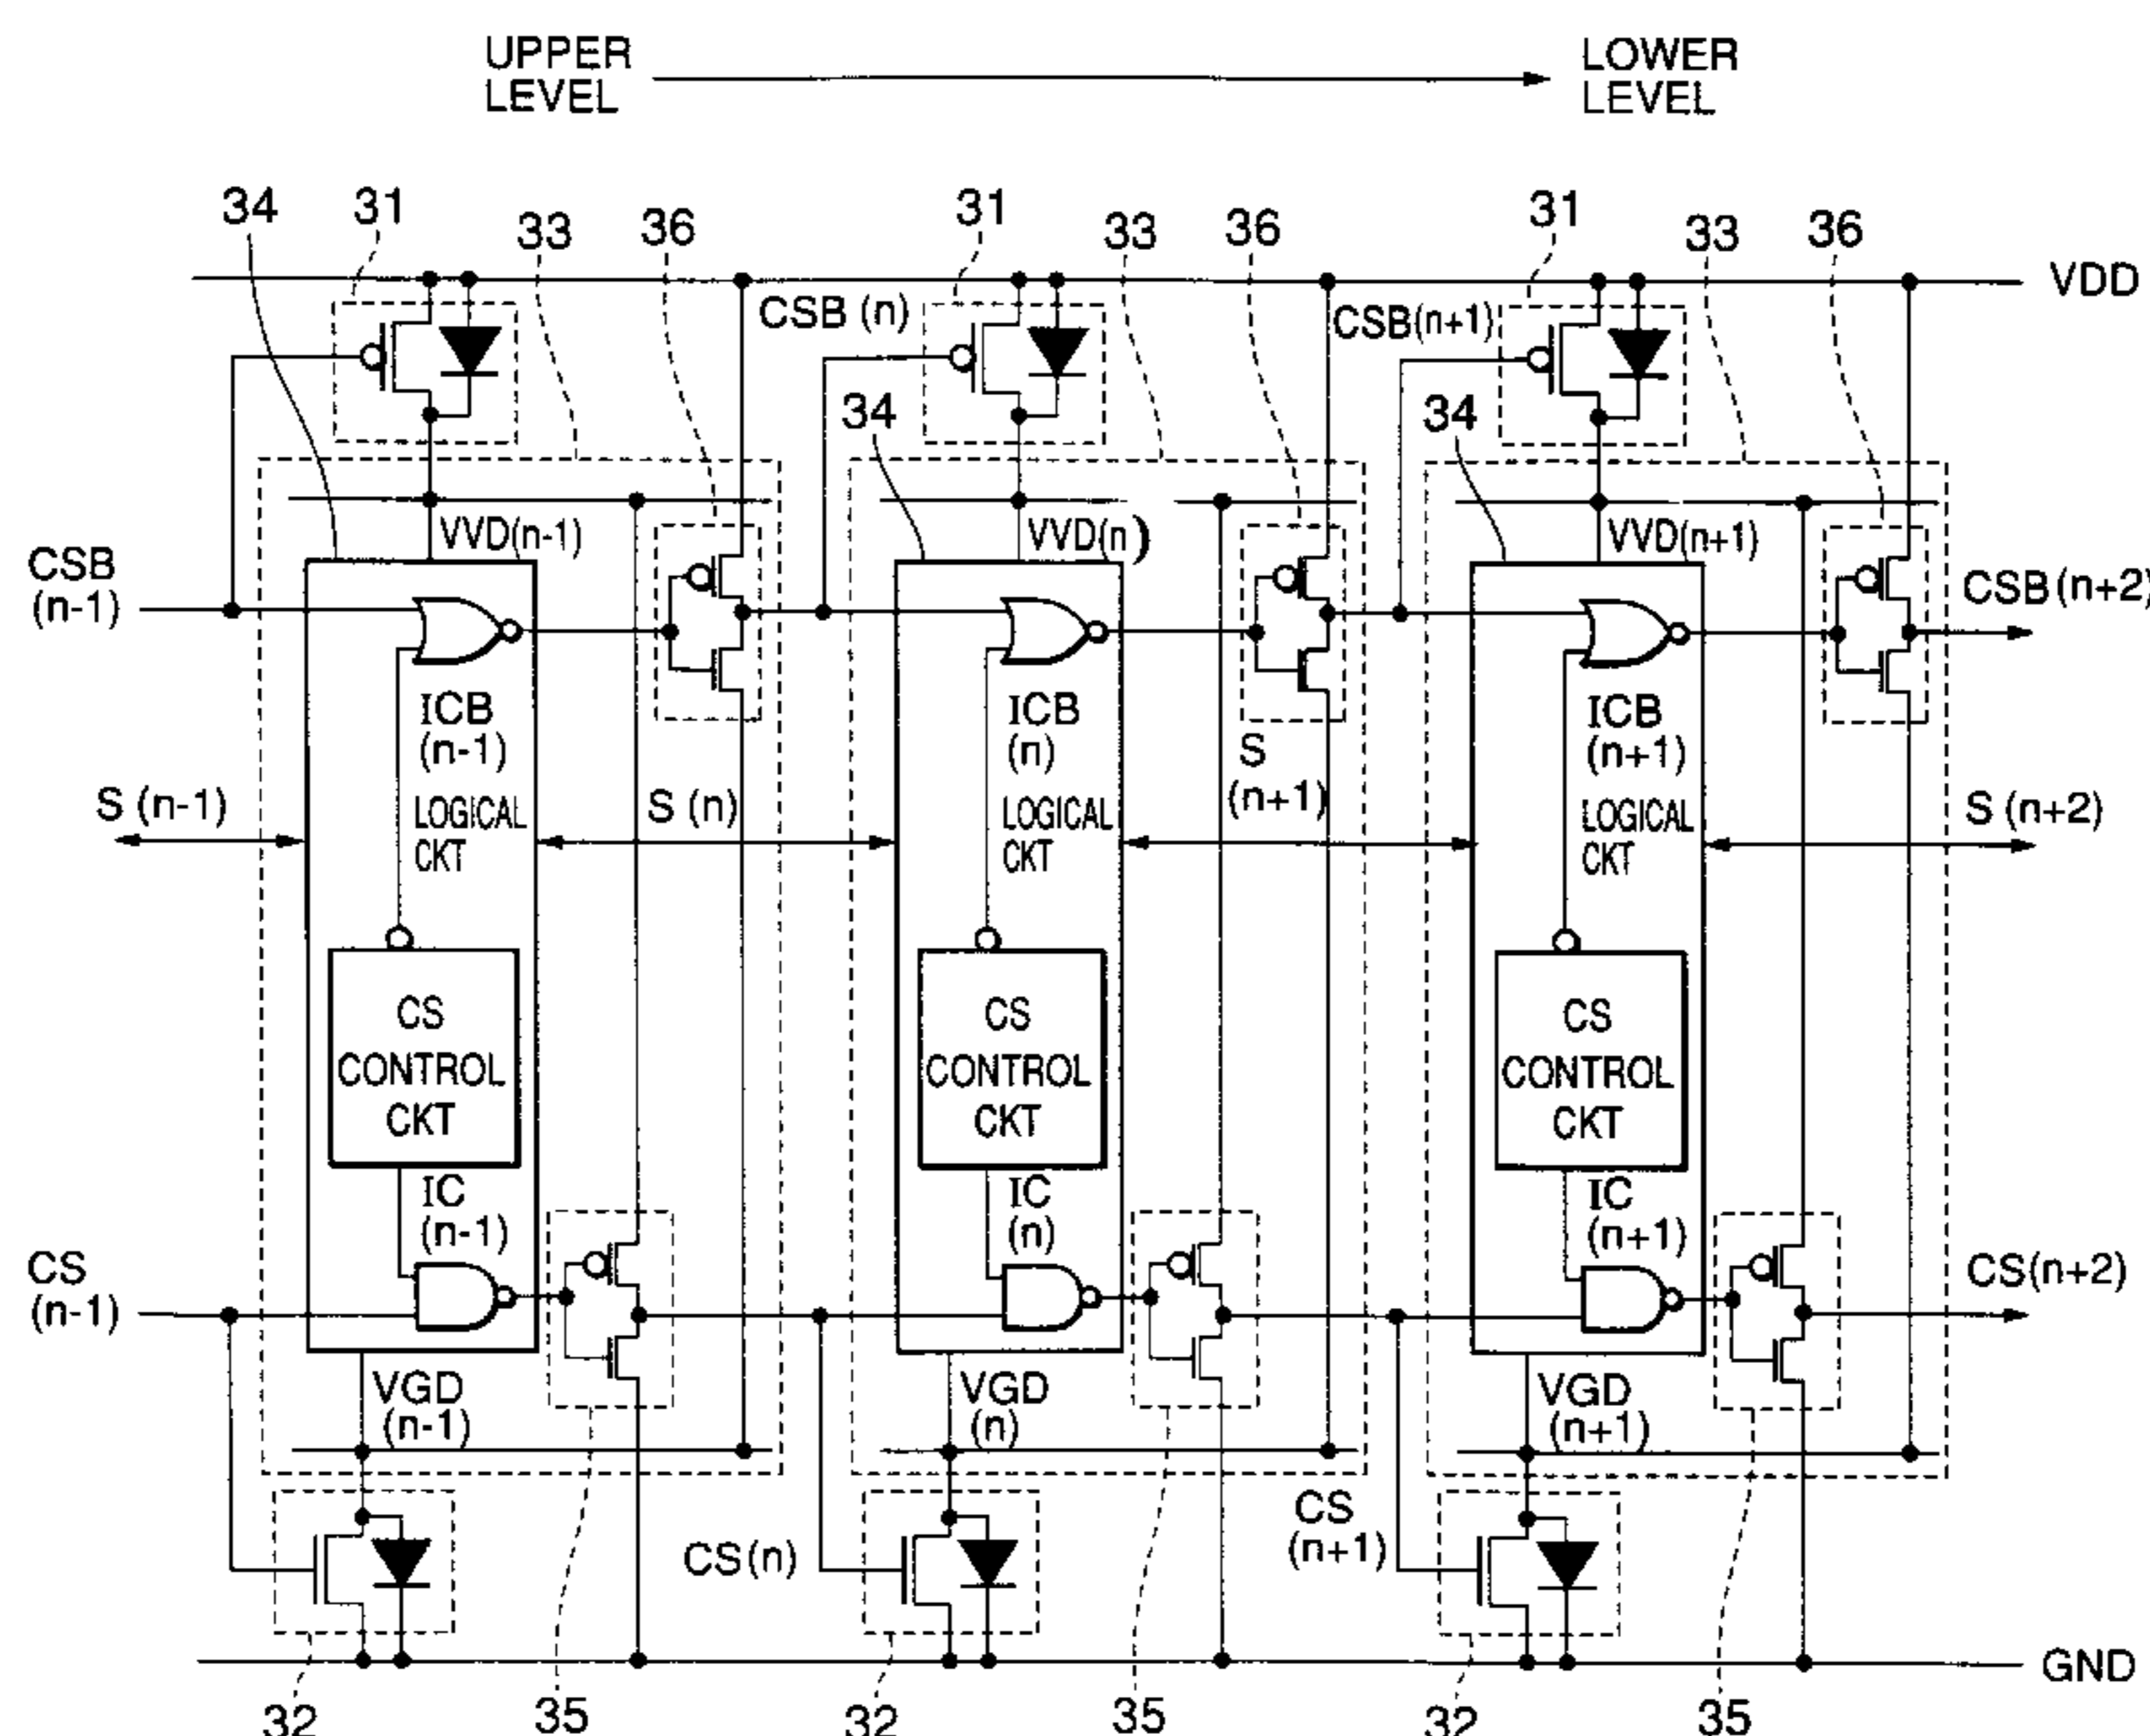 UPPER
LEVEL
LOWER
LEVEL
34
31
33
36
31
33
36
31
33
36
VDD
CSB (n)
CSB(n+1)
34
34
VVD(n-1)
VVD(n)
VVD(n+1)
CSB
(n-1)
CSB(n+2)
ICB
(n-1)
ICB
(n)
ICB
(n+1)
S (n-1)
LOGICAL
CKT
S (n)
LOGICAL
CKT
S
(n+1)
LOGICAL
CKT
S (n+2)
CS
CONTROL
CKT
CS
CONTROL
CKT
CS
CONTROL
CKT
IC
(n-1)
IC
(n)
IC
(n+1)
CS
(n-1)
CS(n+2)
VGD
(n-1)
VGD
(n)
VGD
(n+1)
CS(n)
CS
(n+1)
GND
32
35
32
35
32
35